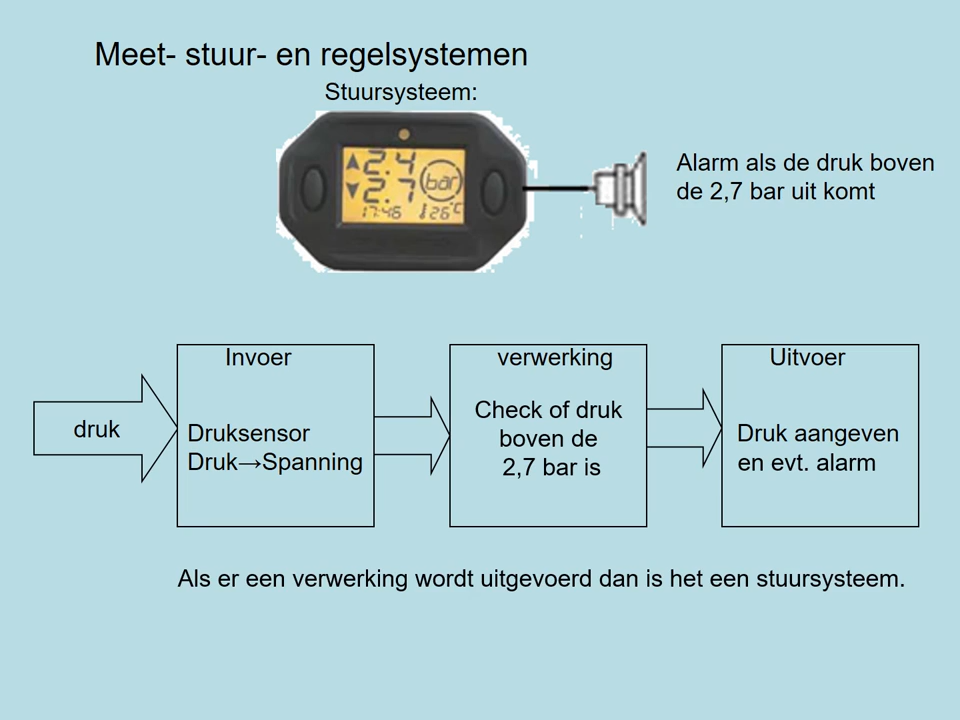 Meet- stuur- en regelsystemen
Stuursysteem:
▲2.4
▼2.7
bar
17:46 26°C
Alarm als de druk boven
de 2,7 bar uit komt
druk
Invoer
Druksensor
Druk→Spanning
verwerking
Check of druk
boven de
2,7 bar is
Uitvoer
Druk aangeven
en evt. alarm
Als er een verwerking wordt uitgevoerd dan is het een stuursysteem.